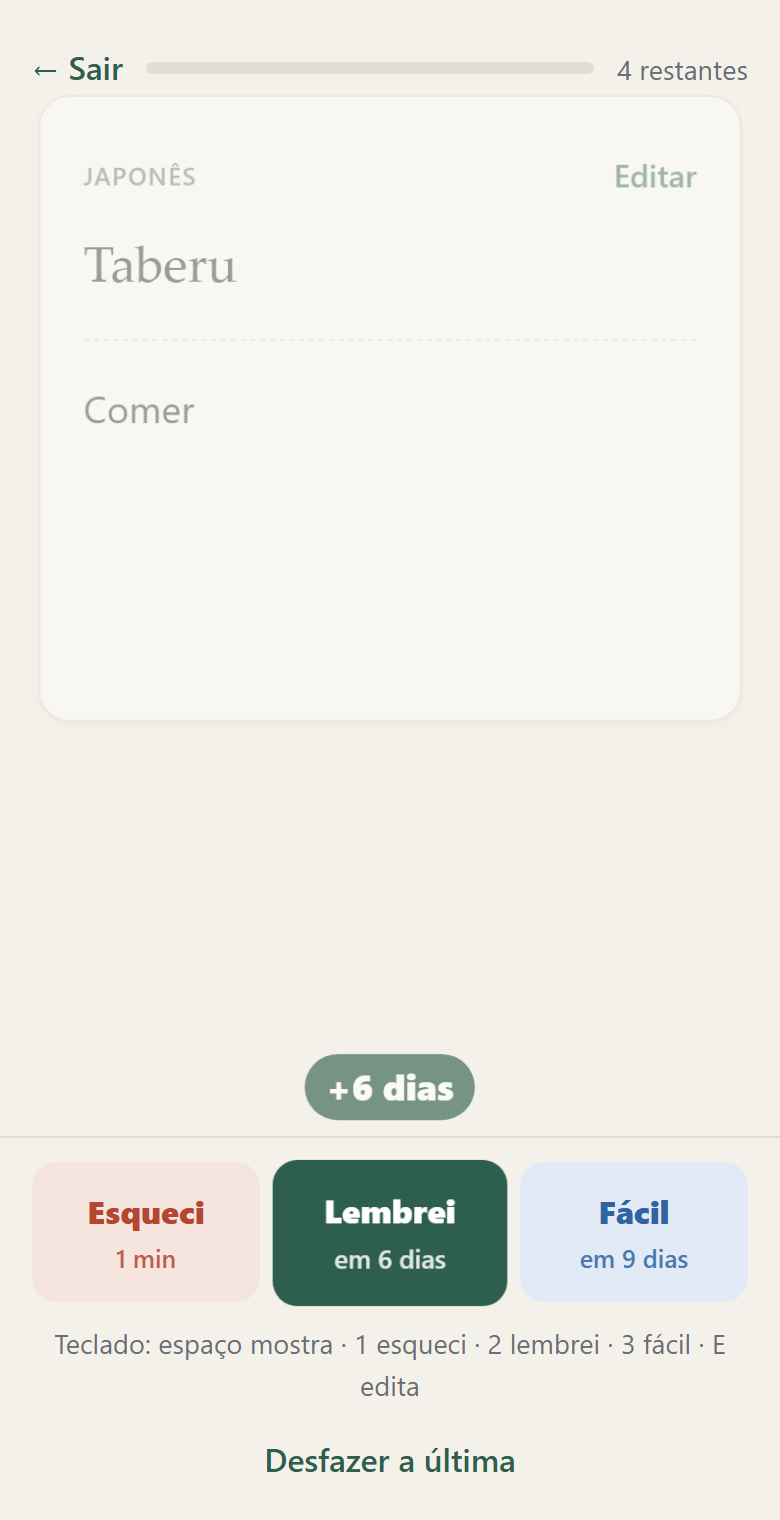 ← Sair
4 restantes
JAPONÊS
Editar
Taberu
Comer
+6 dias
Esqueci
1 min
Lembrei
em 6 dias
Fácil
em 9 dias
Teclado: espaço mostra · 1 esqueci · 2 lembrei · 3 fácil · E
edita
Desfazer a última